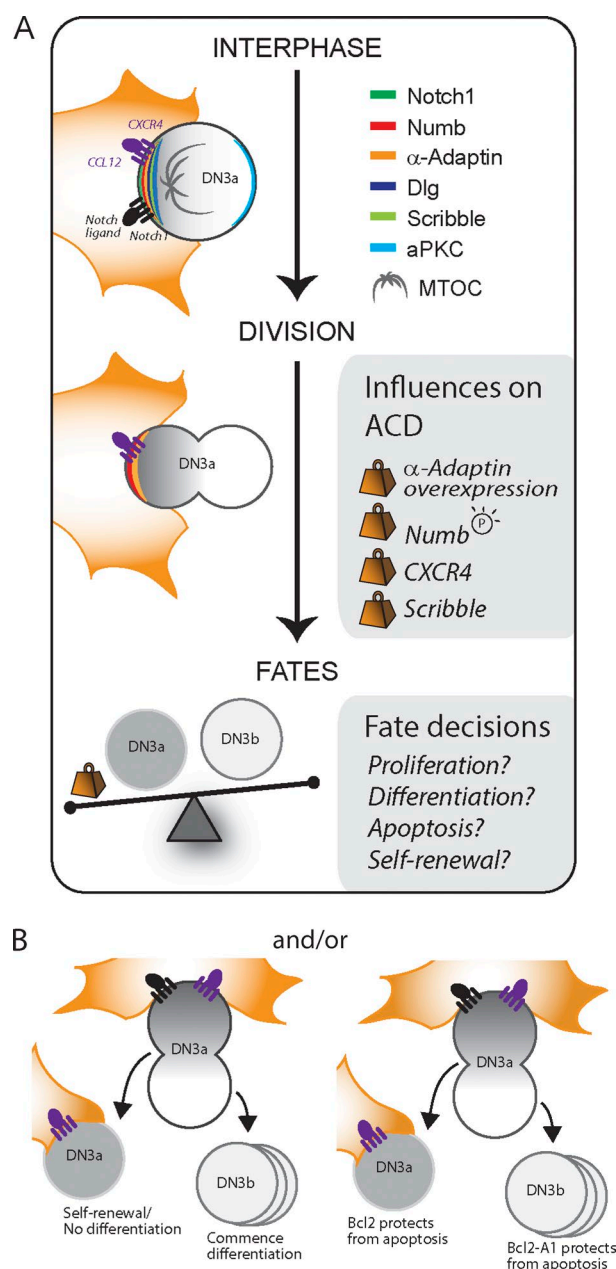 A
INTERPHASE
CXCR4
CCL12
DN3a
Notch
ligand
Notch1
Notch1
Numb
α-Adaptin
Dlg
Scribble
aPKC
MTOC
DIVISION
DN3a
Influences on
ACD
α-Adaptin
overexpression
Numb P
CXCR4
Scribble
FATES
DN3a
DN3b
Fate decisions
Proliferation?
Differentiation?
Apoptosis?
Self-renewal?
B
and/or
DN3a
DN3a
DN3b
Self-renewal/
No differentiation
Commence
differentiation
DN3a
DN3a
DN3b
Bcl2 protects
from apoptosis
Bcl2-A1 protects
from apoptosis